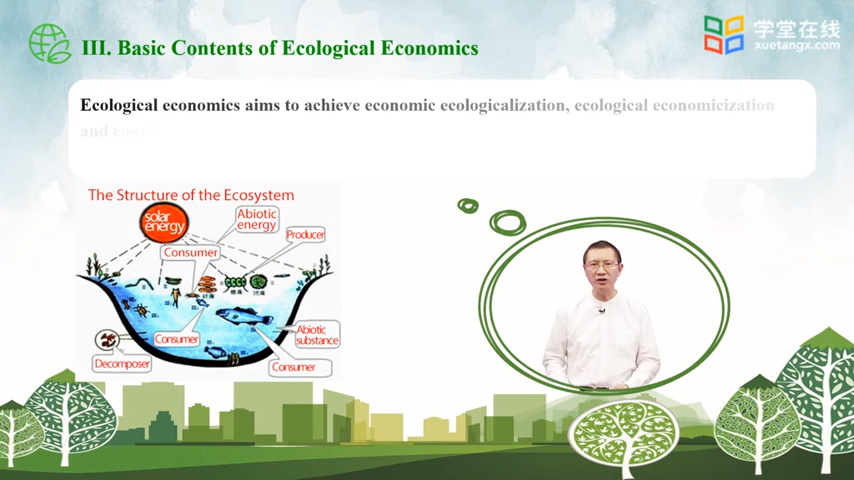 III. Basic Contents of Ecological Economics
学堂在线
xuetangx.com
Ecological economics aims to achieve economic ecologicalization, ecological economicization
and
The Structure of the Ecosystem
solar
energy
Abiotic
energy
Producer
Consumer
Consumer
Abiotic
substance
Decomposer
Consumer